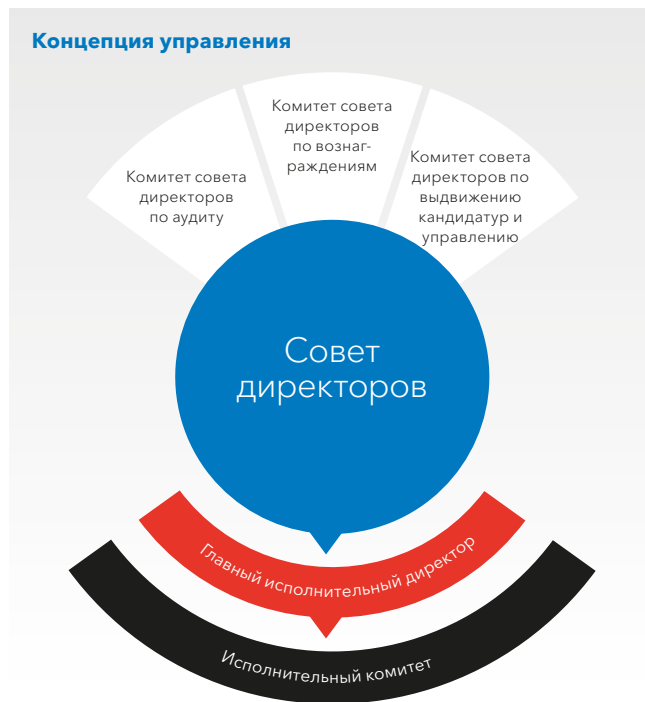 Концепция управления
Комитет совета
директоров
по аудиту
Комитет совета
директоров
по вознаг-
раждениям
Комитет совета
директоров по
выдвижению
кандидатур и
управлению
Совет
директоров
Главный исполнительный директор
Исполнительный комитет